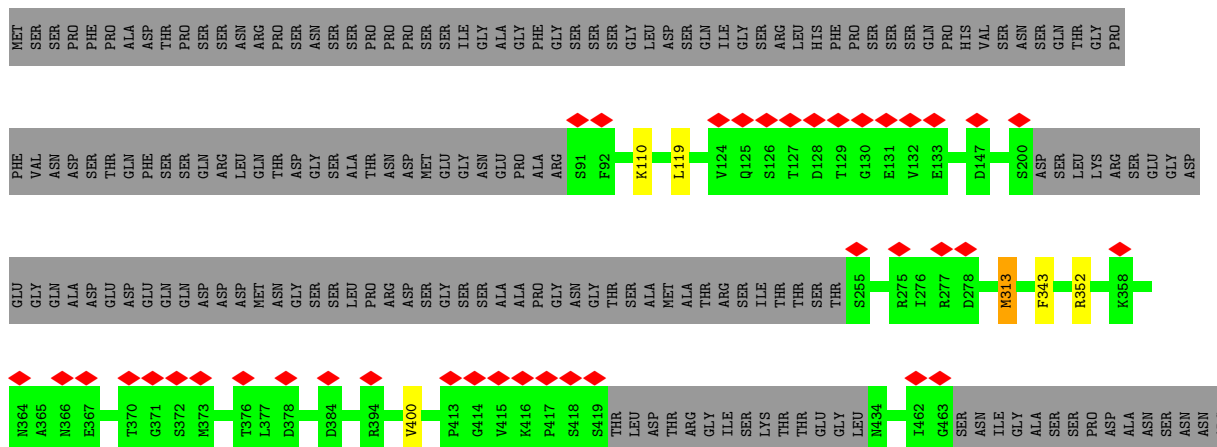 MET SER SER PRO PHE PRO ALA ASP THR PRO SER SER ASN ARG PRO SER ASN SER SER PRO PRO PRO SER SER ILE GLY ALA GLY PHE GLY SER SER SER GLY LEU ASP SER GLN ILE GLY SER ARG LEU HIS PHE PRO SER SER SER GLN PRO HIS VAL SER ASN SER GLN THR GLY PRO
PHE VAL ASN ASP SER THR GLN PHE SER SER GLN ARG LEU GLN THR ASP GLY SER ALA THR ASN ASP MET GLU GLY ASN GLU PRO ALA ARG S91 F92 K110 L119 V124 Q125 S126 T127 D128 T129 G130 E131 V132 E133 D147 S200 ASP SER LEU LYS ARG SER GLU GLY ASP
GLU GLY GLN ALA ASP GLU ASP GLU GLN GLN ASP ASP ASP MET ASN GLY SER SER LEU PRO ARG ASP SER GLY SER SER ALA ALA PRO GLY ASN GLY THR SER ALA MET ALA THR ARG SER ILE THR THR SER THR S255 R275 I276 R277 D278 M313 F343 R352 K358
N364 A365 N366 E367 T370 G371 S372 M373 T376 L377 D378 D384 R394 V400 P413 G414 V415 K416 P417 S418 S419 THR LEU ASP THR ARG GLY ILE SER LYS THR THR GLU GLY LEU N434 I462 G463 SER ASN ILE GLY ALA SER SER PRO ASP ALA ASN SER ASN ASN